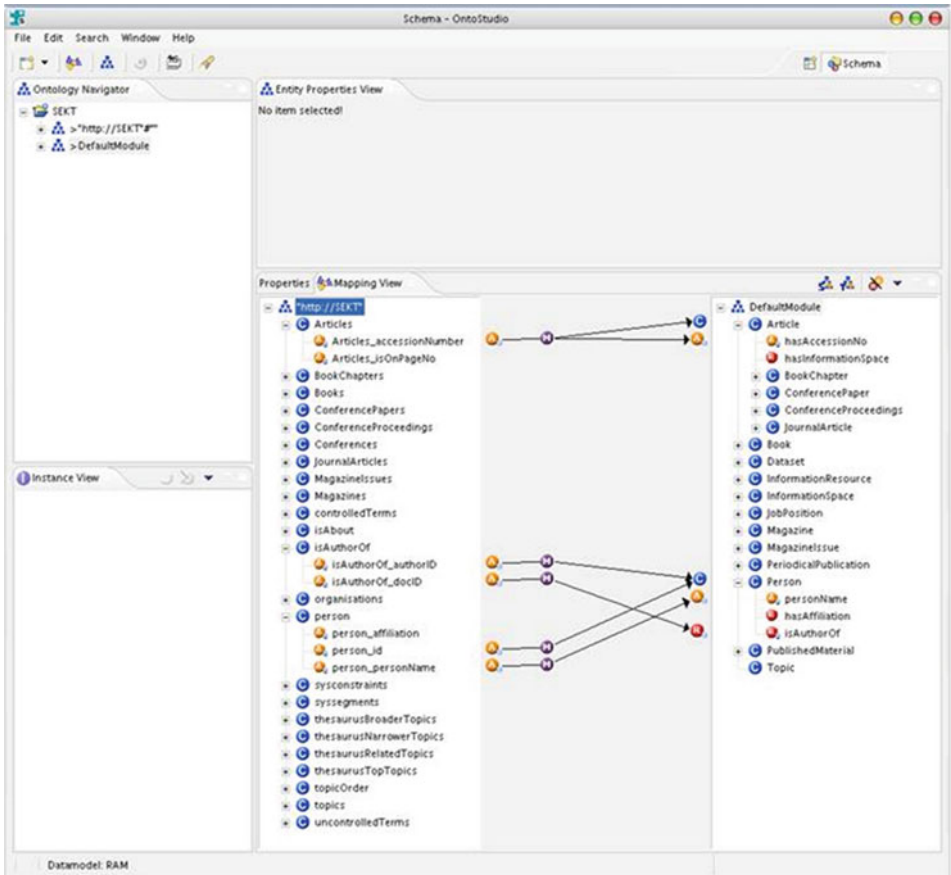 Schema - OntoStudio
File Edit Search Window Help
Schema
Ontology Navigator
SEKT
>"http://SEKT"#""
>DefaultModule
Entity Properties View
No item selected!
Properties Mapping View
"http://SEKT"
Articles
Articles_accessionNumber
Articles_isOnPageNo
BookChapters
Books
ConferencePapers
ConferenceProceedings
Conferences
JournalArticles
MagazineIssues
Magazines
controlledTerms
isAbout
isAuthorOf
isAuthorOf_authorID
isAuthorOf_docID
organisations
person
person_affiliation
person_id
person_personName
sysconstraints
syssegments
thesaurusBroaderTopics
thesaurusNarrowerTopics
thesaurusRelatedTopics
thesaurusTopTopics
topicOrder
topics
uncontrolledTerms
DefaultModule
Article
hasAccessionNo
hasInformationSpace
BookChapter
ConferencePaper
ConferenceProceedings
JournalArticle
Book
Dataset
InformationResource
InformationSpace
JobPosition
Magazine
MagazineIssue
PeriodicalPublication
Person
personName
hasAffiliation
isAuthorOf
PublishedMaterial
Topic
Instance View
Datamodel: RAM